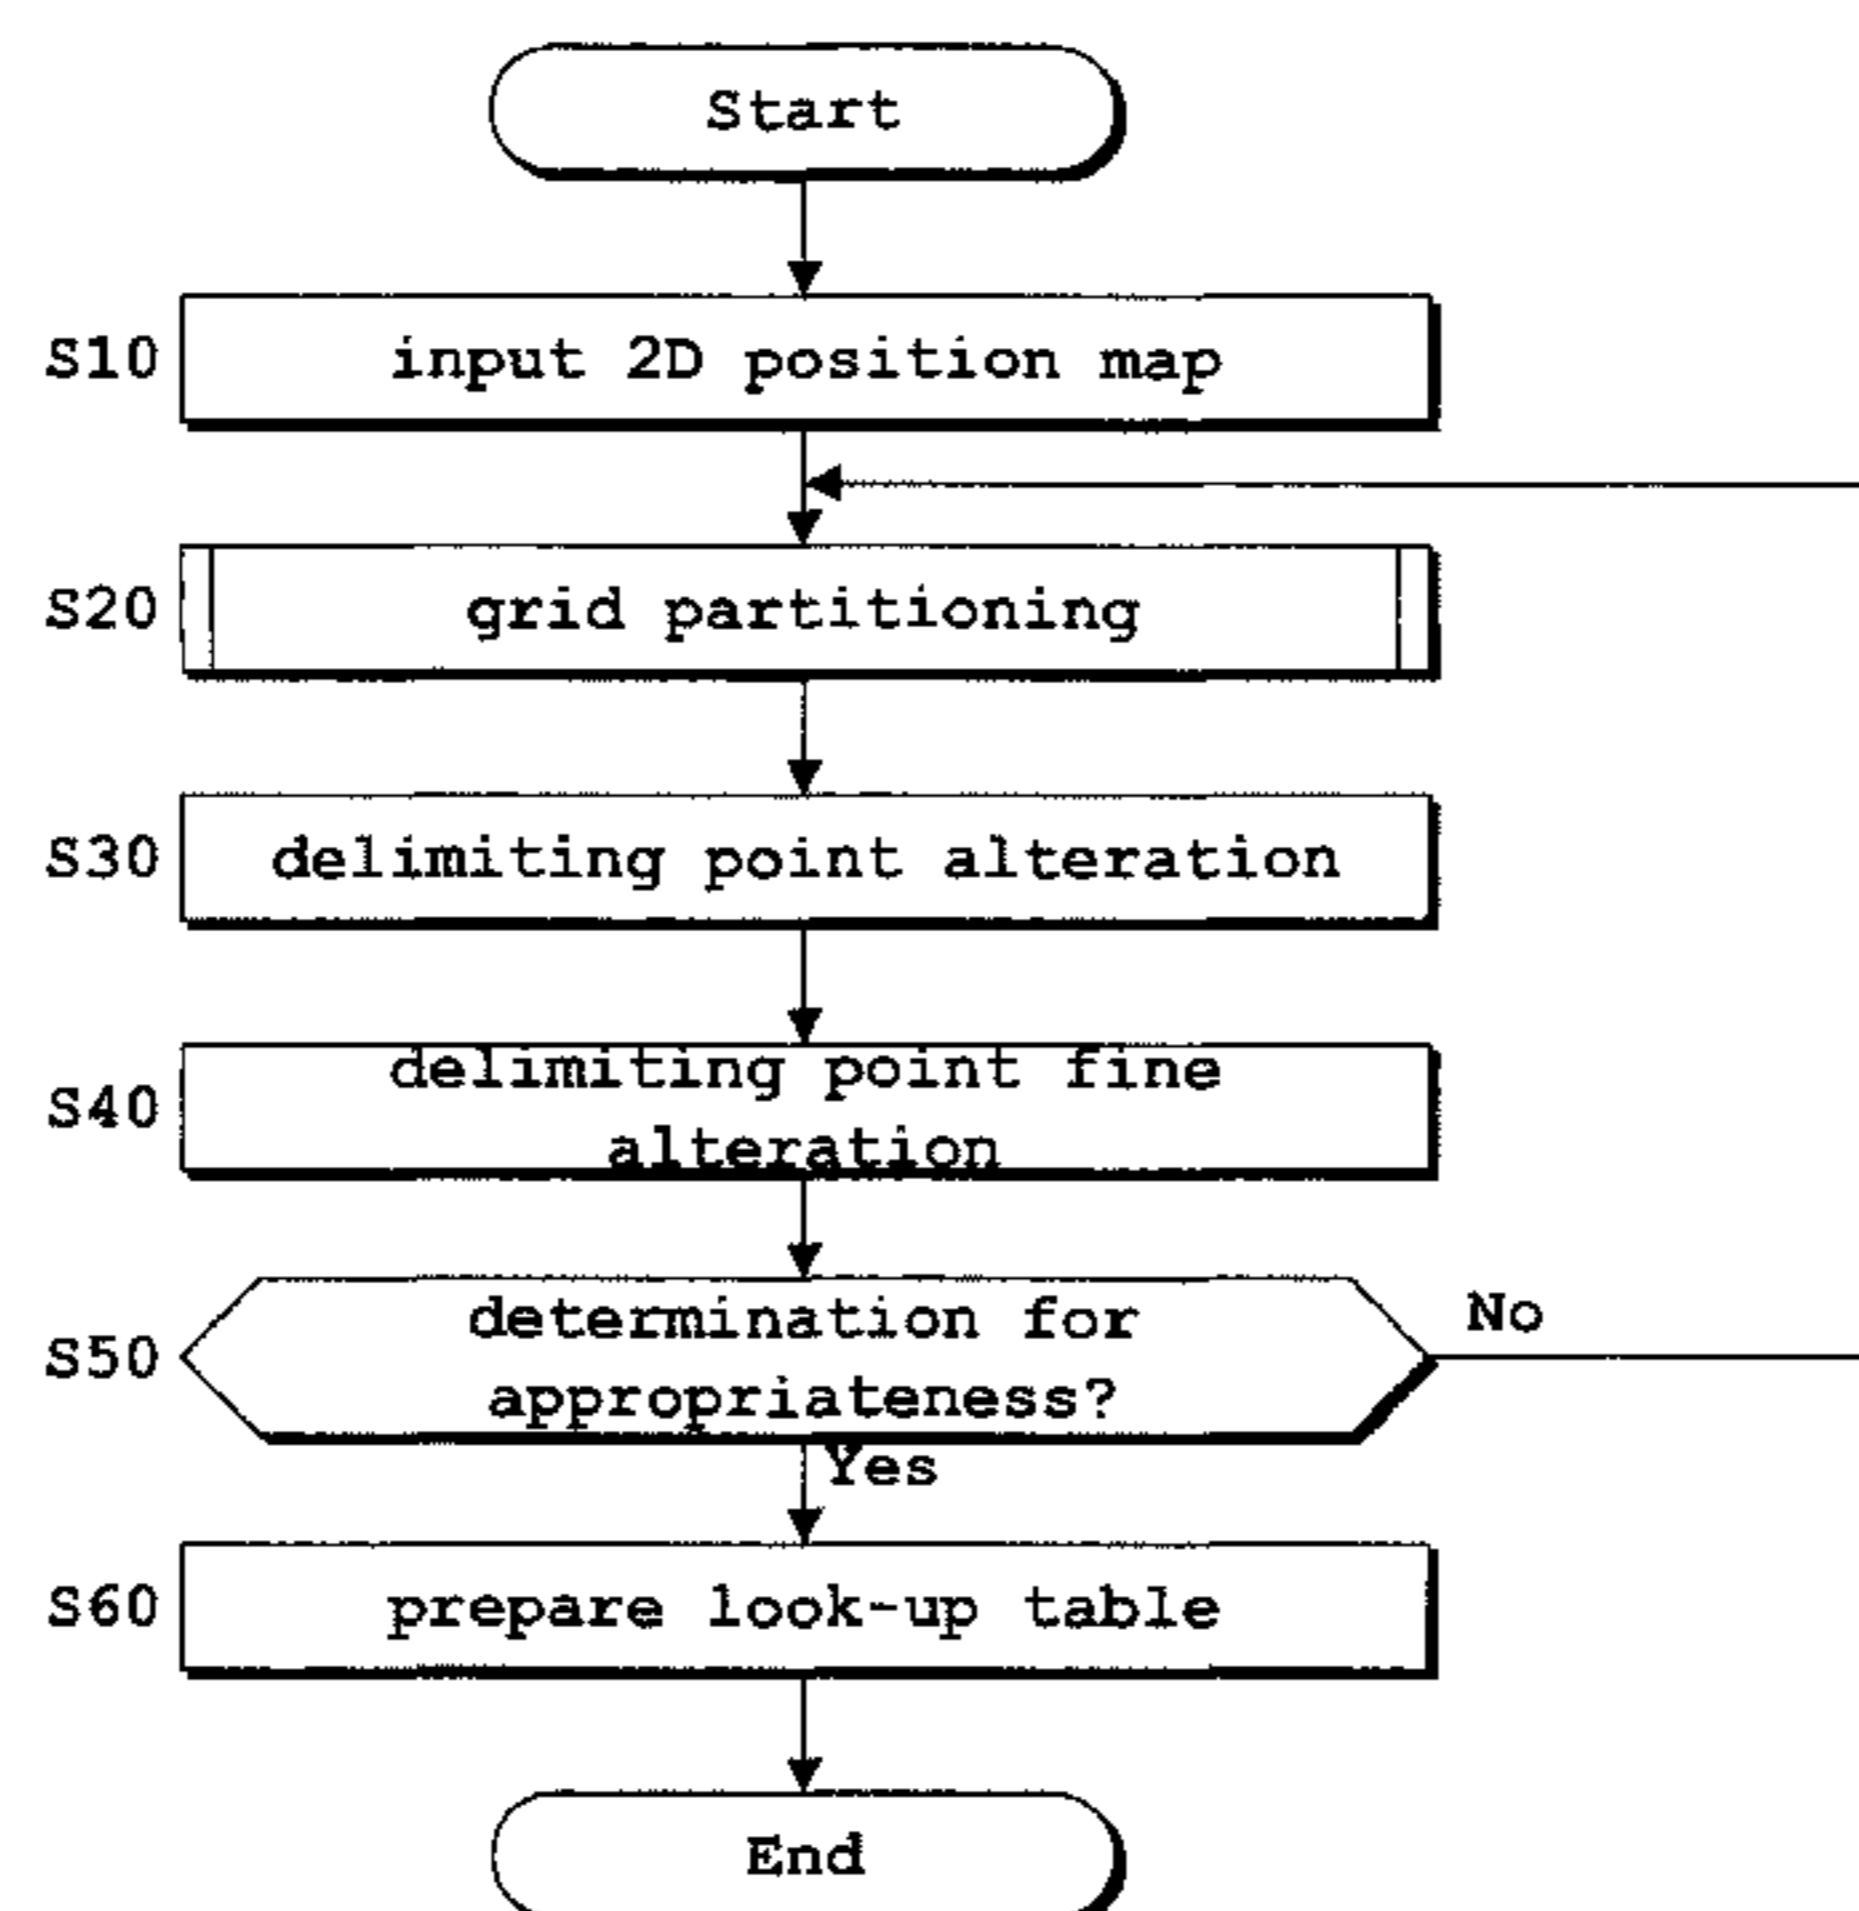 Start
S10 input 2D position map
S20 grid partitioning
S30 delimiting point alteration
S40 delimiting point fine
alteration
S50 determination for
appropriateness?
No
Yes
S60 prepare look-up table
End